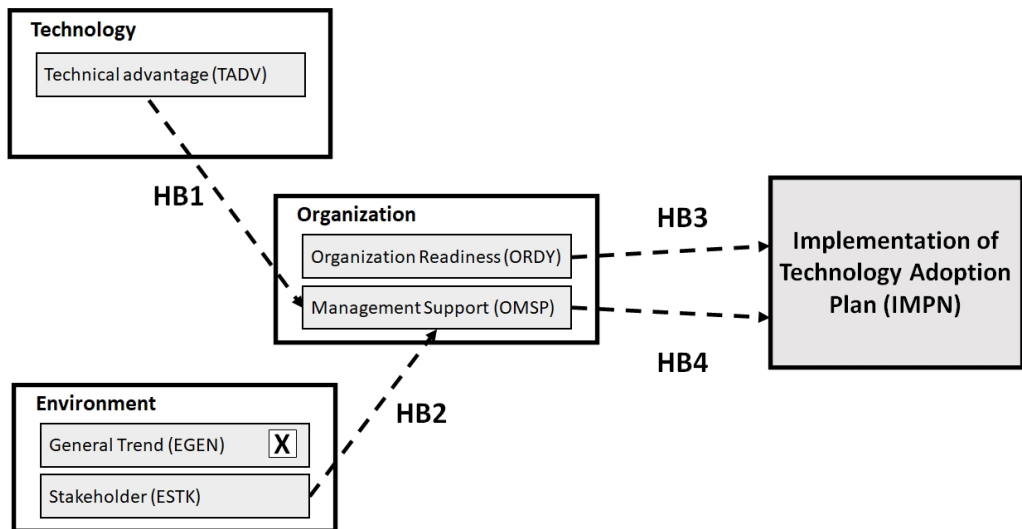 Technology
Technical advantage (TADV)
HB1
Organization
Organization Readiness (ORDY)
Management Support (OMSP)
HB3
HB4
Implementation of
Technology Adoption
Plan (IMPN)
HB2
Environment
General Trend (EGEN) X
Stakeholder (ESTK)